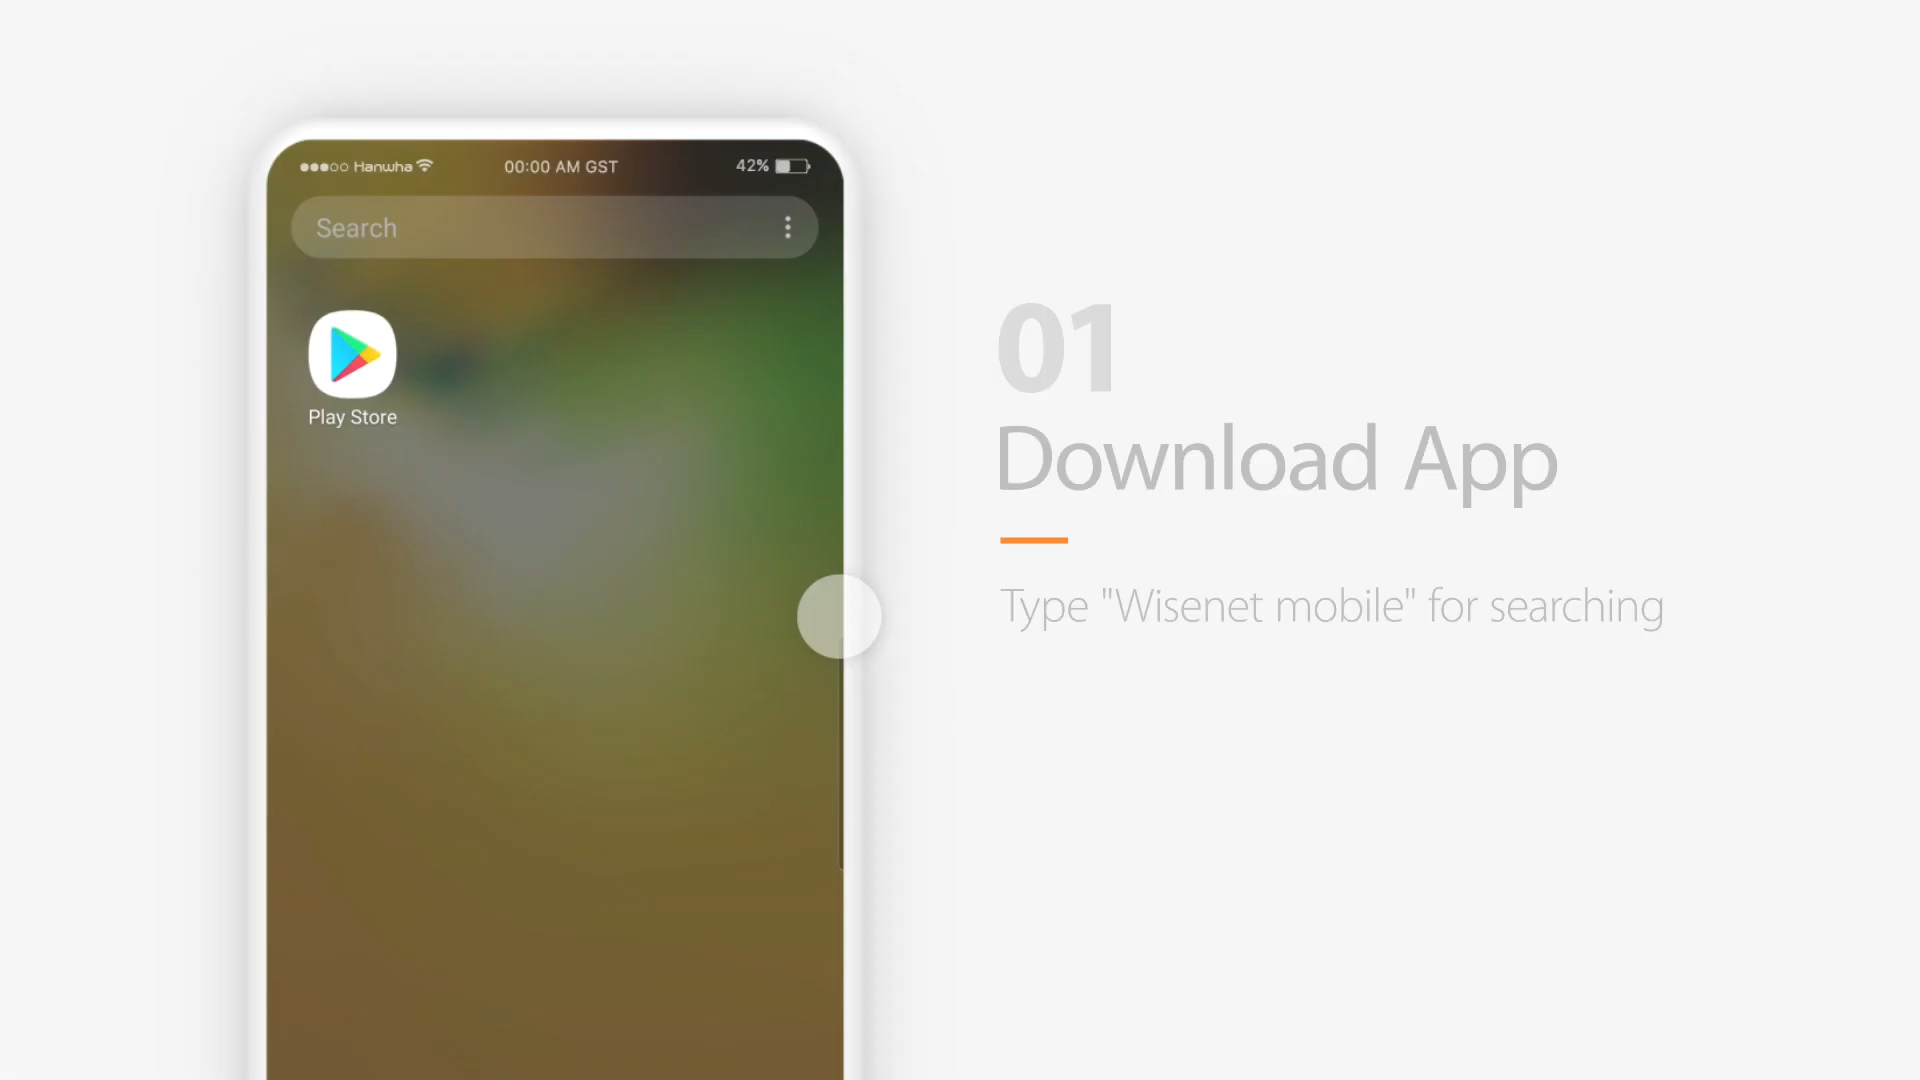 Hanwha
00:00 AM GST
42%
Search
Play Store
01
Download App
Type "Wisenet mobile" for searching